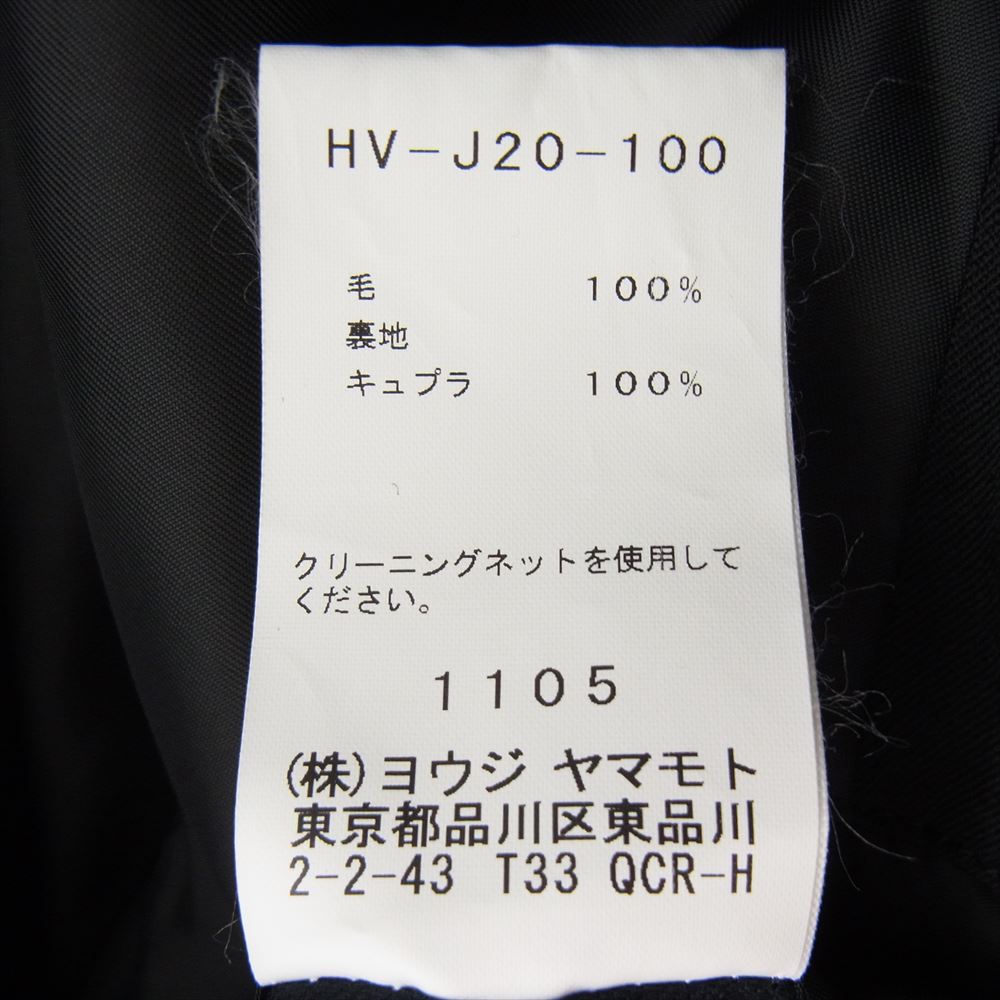 HV-J20-100
毛 100%
裏地
キュプラ 100%
クリーニングネットを使用して
ください。
1105
(株)ヨウジ ヤマモト
東京都品川区東品川
2-2-43 T33 QCR-H